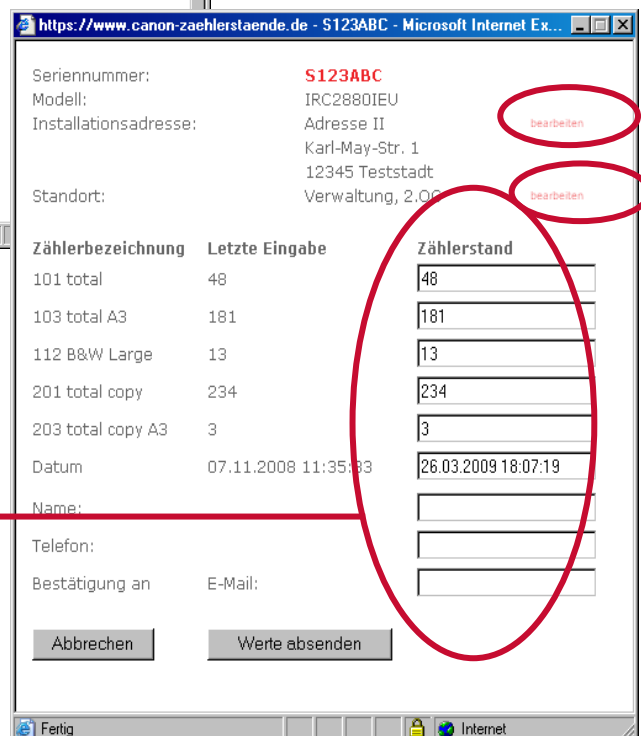 https://www.canon-zaehlerstaende.de - S123ABC - Microsoft Internet Ex...
Seriennummer: S123ABC
Modell: IRC2880IEU
Installationsadresse: Adresse II bearbeiten
Karl-May-Str. 1
12345 Teststadt
Standort: Verwaltung, 2.OG bearbeiten
Zählerbezeichnung Letzte Eingabe Zählerstand
101 total 48 48
103 total A3 181 181
112 B&W Large 13 13
201 total copy 234 234
203 total copy A3 3 3
Datum 07.11.2008 11:35:33 26.03.2009 18:07:19
Name:
Telefon:
Bestätigung an E-Mail:
Abbrechen Werte absenden
Fertig Internet